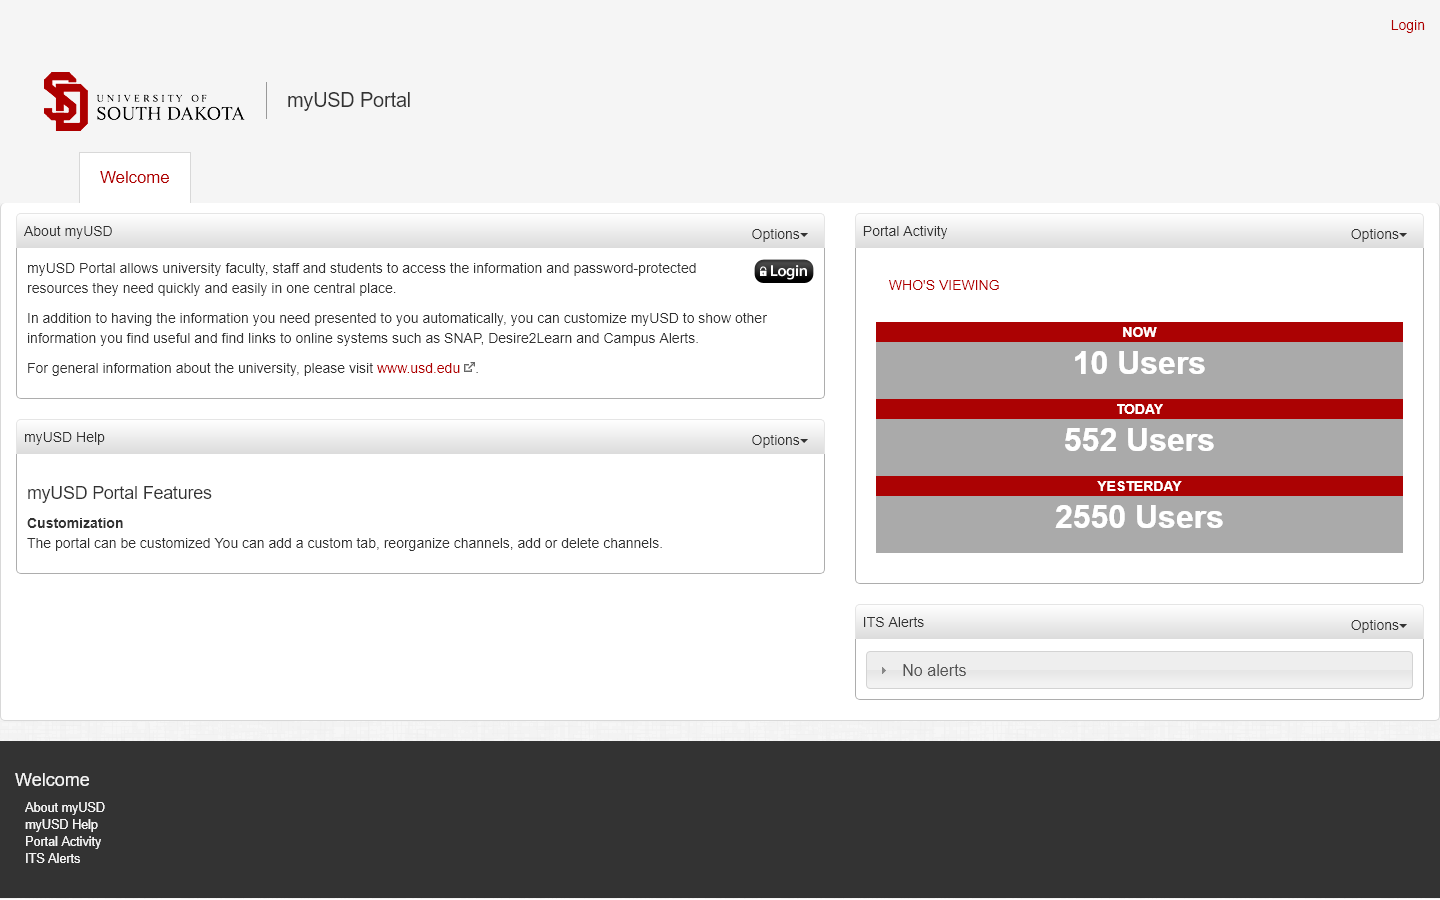 Login
UNIVERSITY OF
SOUTH DAKOTA
myUSD Portal
Welcome
About myUSD
Options
myUSD Portal allows university faculty, staff and students to access the information and password-protected
resources they need quickly and easily in one central place.
Login
In addition to having the information you need presented to you automatically, you can customize myUSD to show other
information you find useful and find links to online systems such as SNAP, Desire2Learn and Campus Alerts.
For general information about the university, please visit www.usd.edu.
myUSD Help
Options
myUSD Portal Features
Customization
The portal can be customized You can add a custom tab, reorganize channels, add or delete channels.
Portal Activity
Options
WHO'S VIEWING
NOW
10 Users
TODAY
552 Users
YESTERDAY
2550 Users
ITS Alerts
Options
No alerts
Welcome
About myUSD
myUSD Help
Portal Activity
ITS Alerts